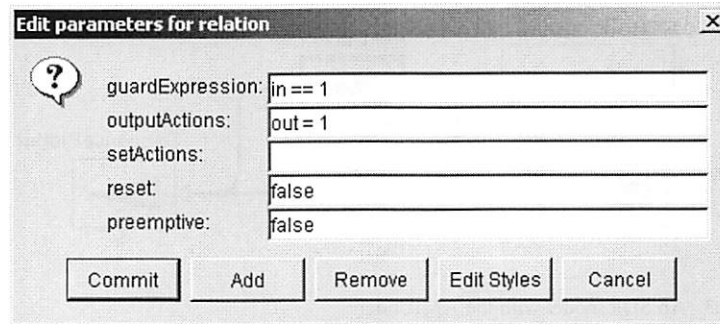 Edit parameters for relation
guardExpression: in == 1
outputActions: out = 1
setActions:
reset: false
preemptive: false
Commit Add Remove Edit Styles Cancel